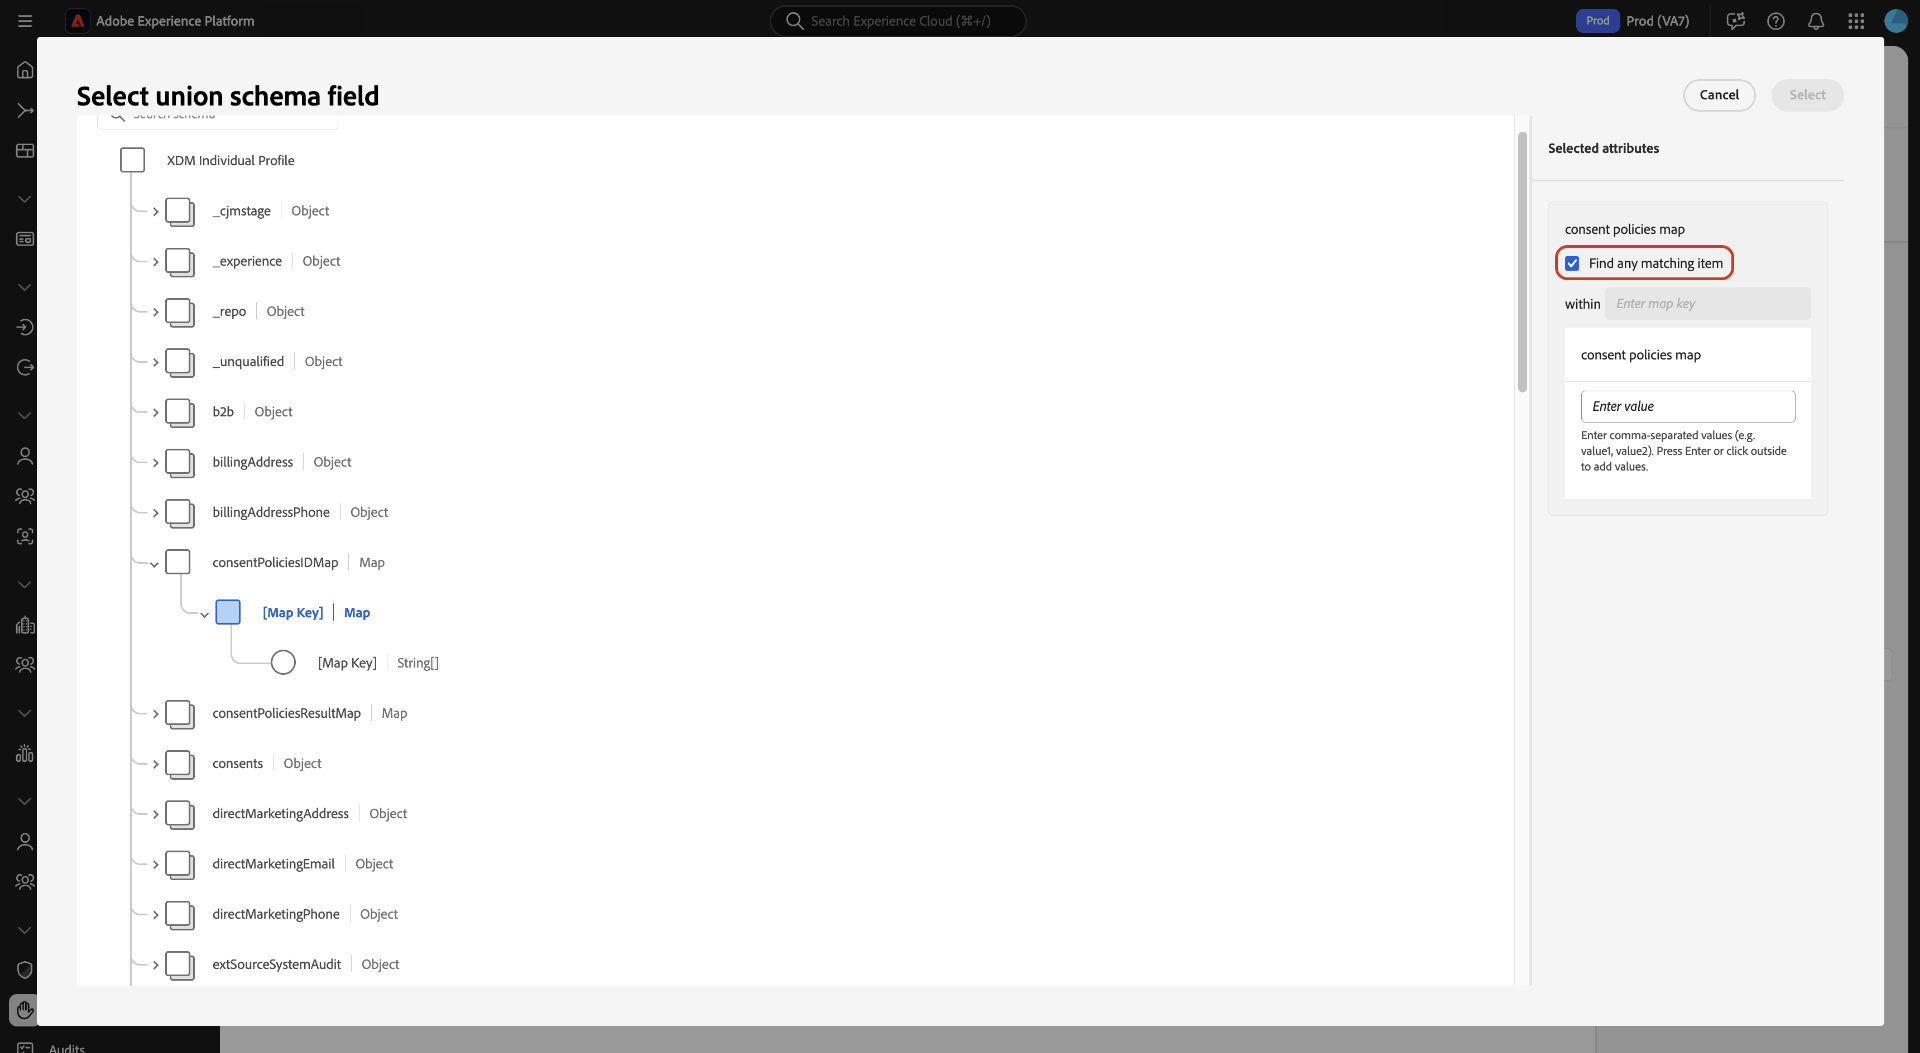 Adobe Experience Platform
Search Experience Cloud (⌘+/)
Prod
Prod (VA7)
Select union schema field
Cancel
Select
Search schema
XDM Individual Profile
_cjmstage Object
_experience Object
_repo Object
_unqualified Object
b2b Object
billingAddress Object
billingAddressPhone Object
consentPoliciesIDMap Map
[Map Key] Map
[Map Key] String[]
consentPoliciesResultMap Map
consents Object
directMarketingAddress Object
directMarketingEmail Object
directMarketingPhone Object
extSourceSystemAudit Object
Selected attributes
consent policies map
Find any matching item
within Enter map key
consent policies map
Enter value
Enter comma-separated values (e.g.
value1, value2). Press Enter or click outside
to add values.
Audits